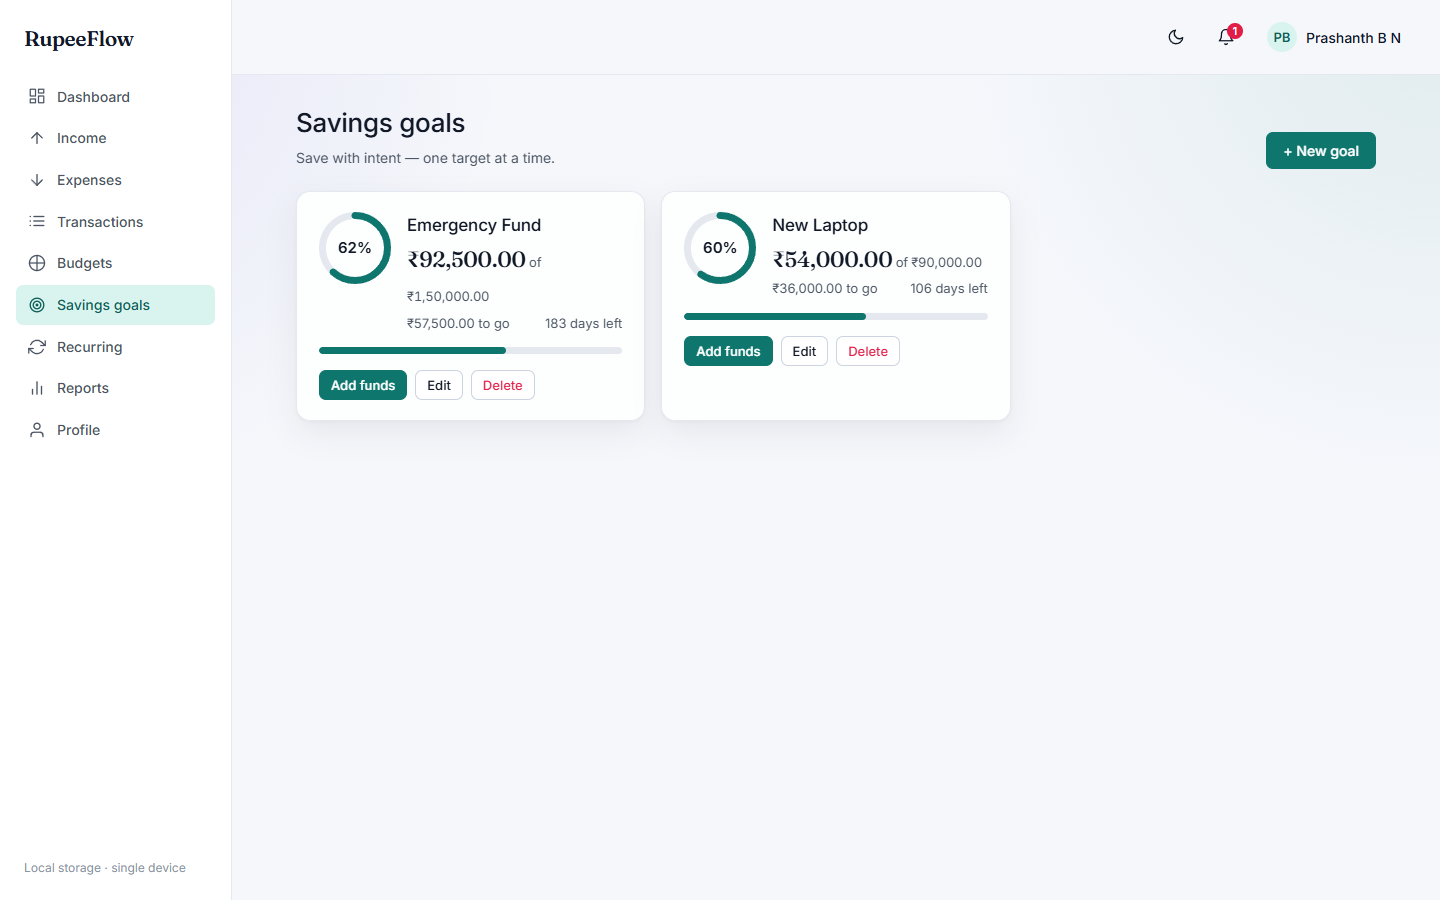 RupeeFlow
Dashboard
Income
Expenses
Transactions
Budgets
Savings goals
Recurring
Reports
Profile
Local storage · single device
1
PB
Prashanth B N
Savings goals
Save with intent — one target at a time.
+ New goal
62%
Emergency Fund
₹92,500.00 of
₹1,50,000.00
₹57,500.00 to go 183 days left
Add funds Edit Delete
60%
New Laptop
₹54,000.00 of ₹90,000.00
₹36,000.00 to go 106 days left
Add funds Edit Delete